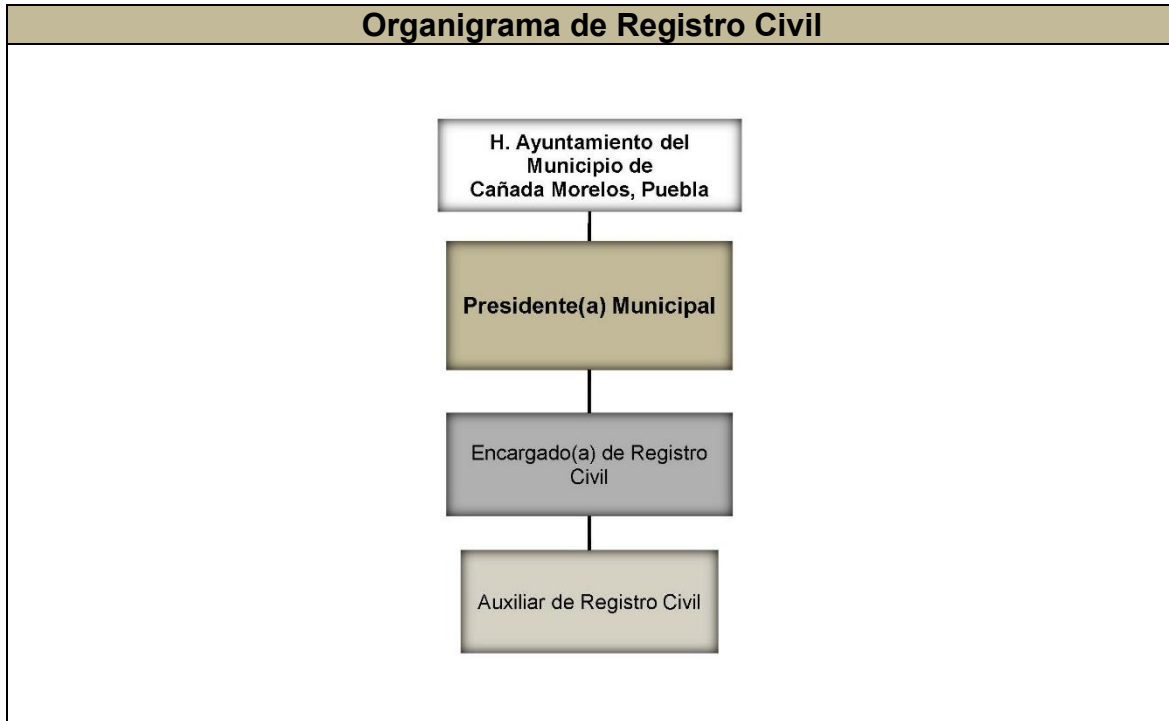 Organigrama de Registro Civil
H. Ayuntamiento del
Municipio de
Cañada Morelos, Puebla
Presidente(a) Municipal
Encargado(a) de Registro
Civil
Auxiliar de Registro Civil